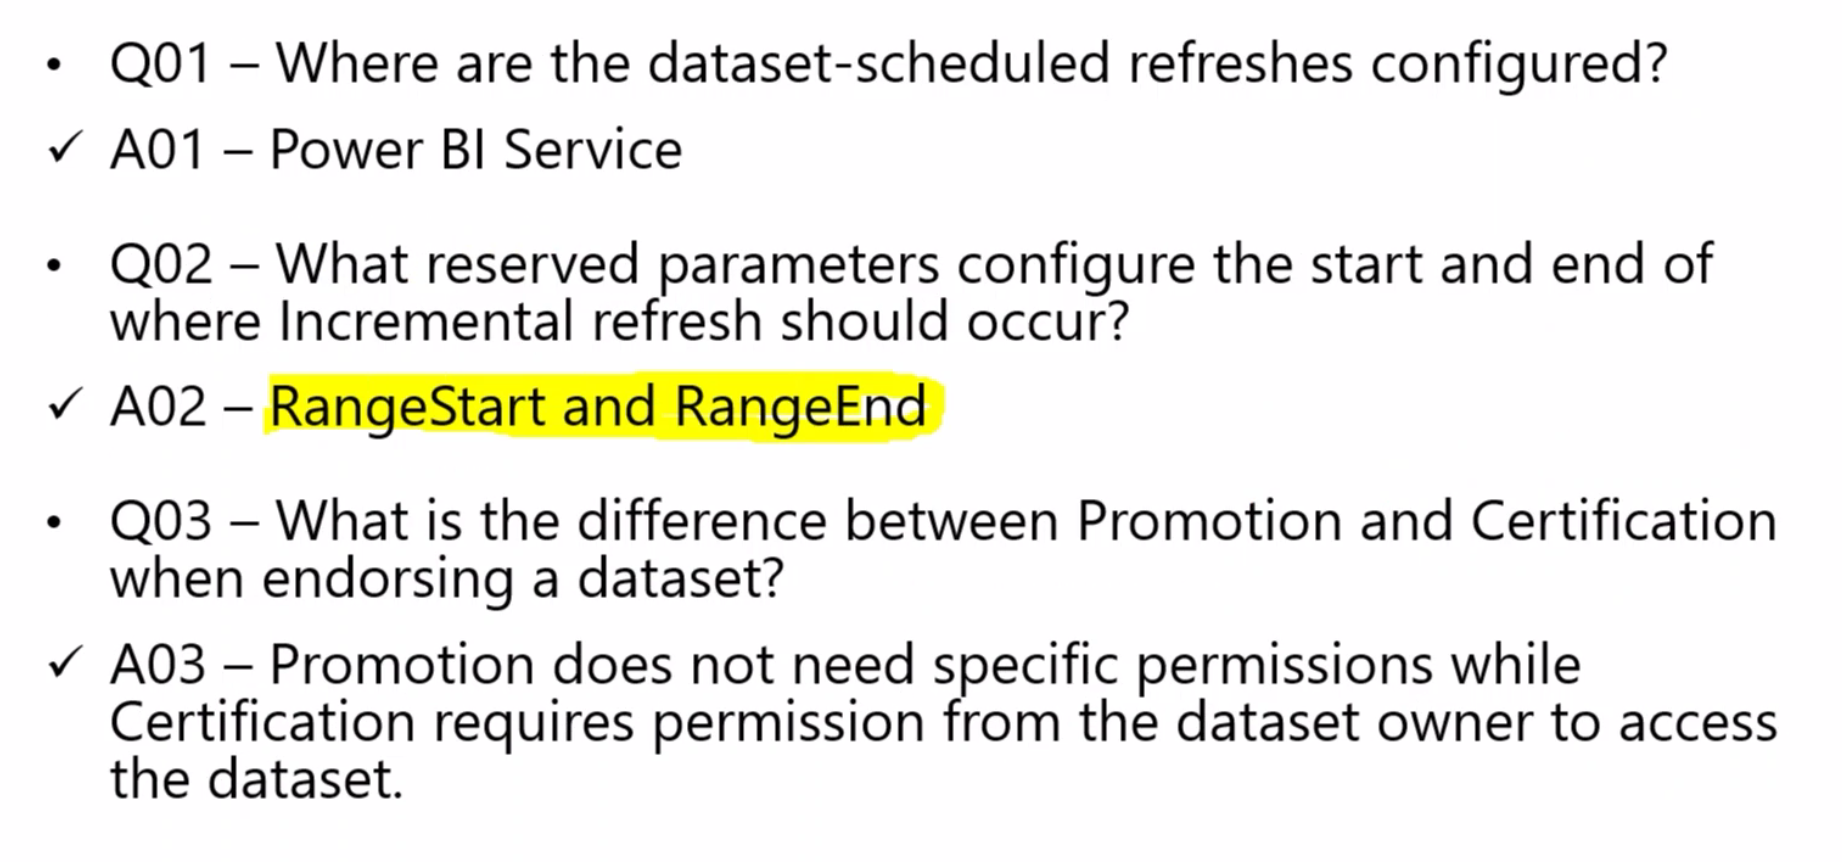 • Q01 – Where are the dataset-scheduled refreshes configured?
✓ A01 – Power BI Service
• Q02 – What reserved parameters configure the start and end of
where Incremental refresh should occur?
✓ A02 – RangeStart and RangeEnd
• Q03 – What is the difference between Promotion and Certification
when endorsing a dataset?
✓ A03 – Promotion does not need specific permissions while
Certification requires permission from the dataset owner to access
the dataset.